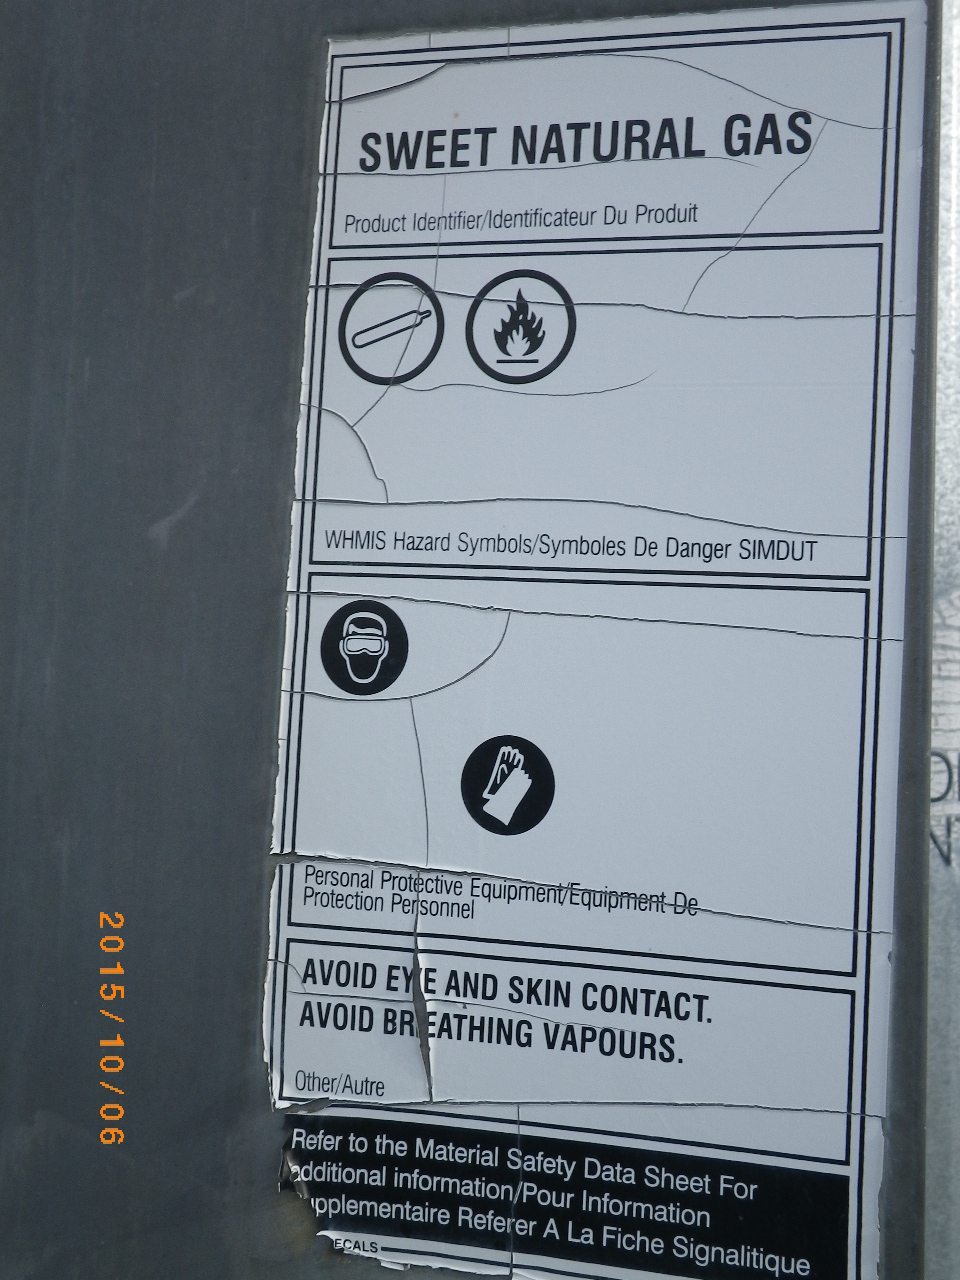 SWEET NATURAL GAS
Product Identifier/Identificateur Du Produit
WHMIS Hazard Symbols/Symboles De Danger SIMDUT
Personal Protective Equipment/Equipment De
Protection Personnel
AVOID EYE AND SKIN CONTACT.
AVOID BREATHING VAPOURS.
Other/Autre
Refer to the Material Safety Data Sheet For
additional information/Pour Information
upplementaire Referer A La Fiche Signalitique
ECALS
2015/10/06